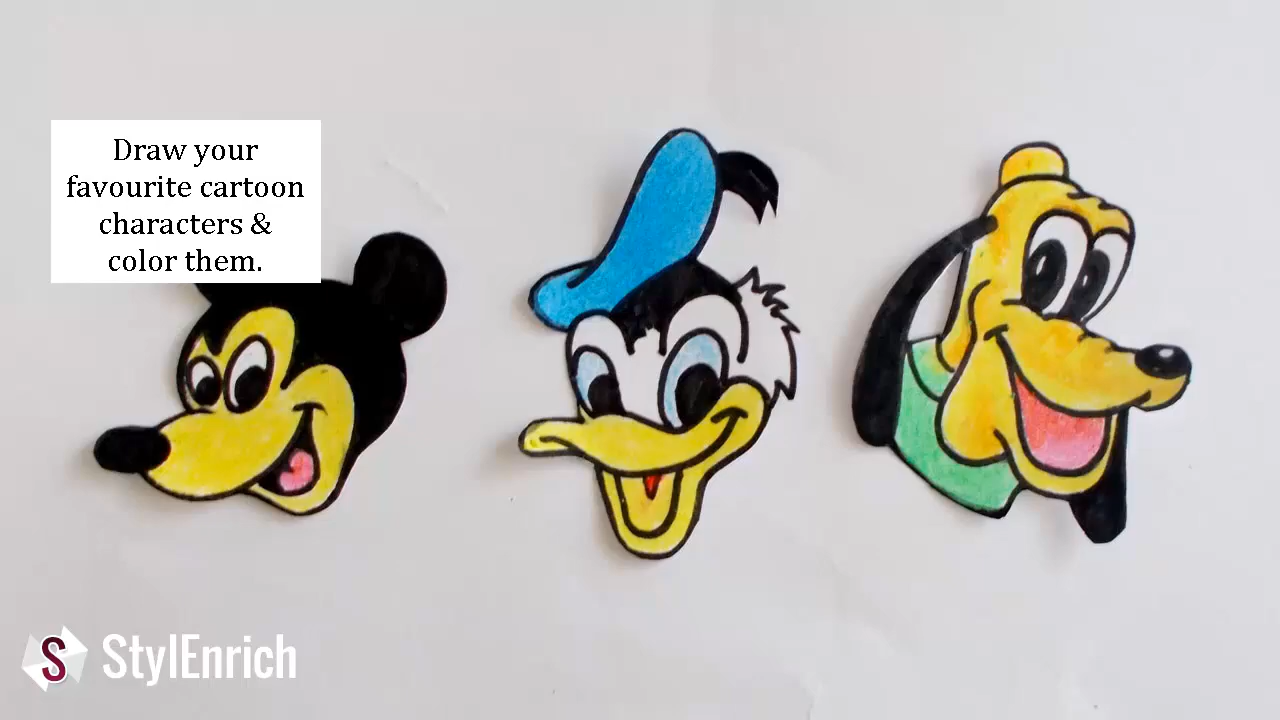 Draw your
favourite cartoon
characters &
color them.
S StylEnrich